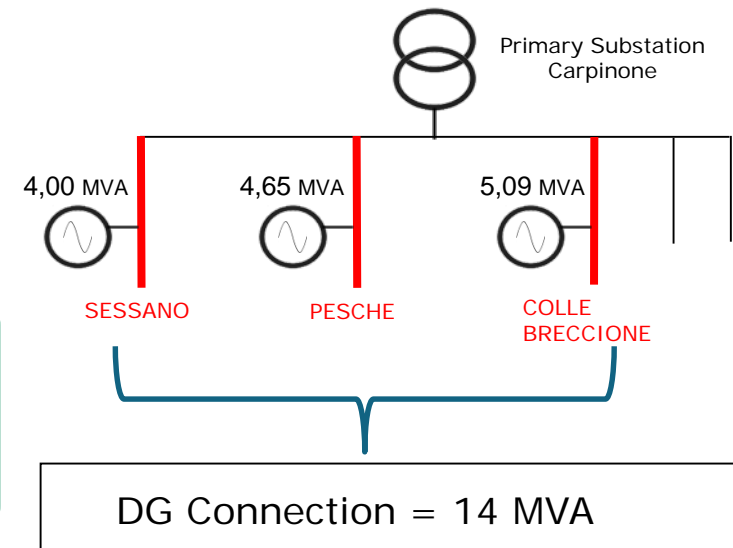 Primary Substation
Carpinone
4,00 MVA
4,65 MVA
5,09 MVA
SESSANO
PESCHE
COLLE
BRECCIONE
DG Connection = 14 MVA